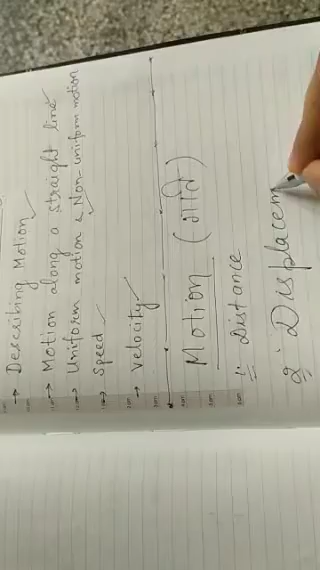 → Describing Motion ✓
→ Motion along a straight line ✓
→ Uniform motion & Non-uniform motion
→ Speed ✓
→ Velocity ✓
Motion (गति)
1. Distance
2. Displacem